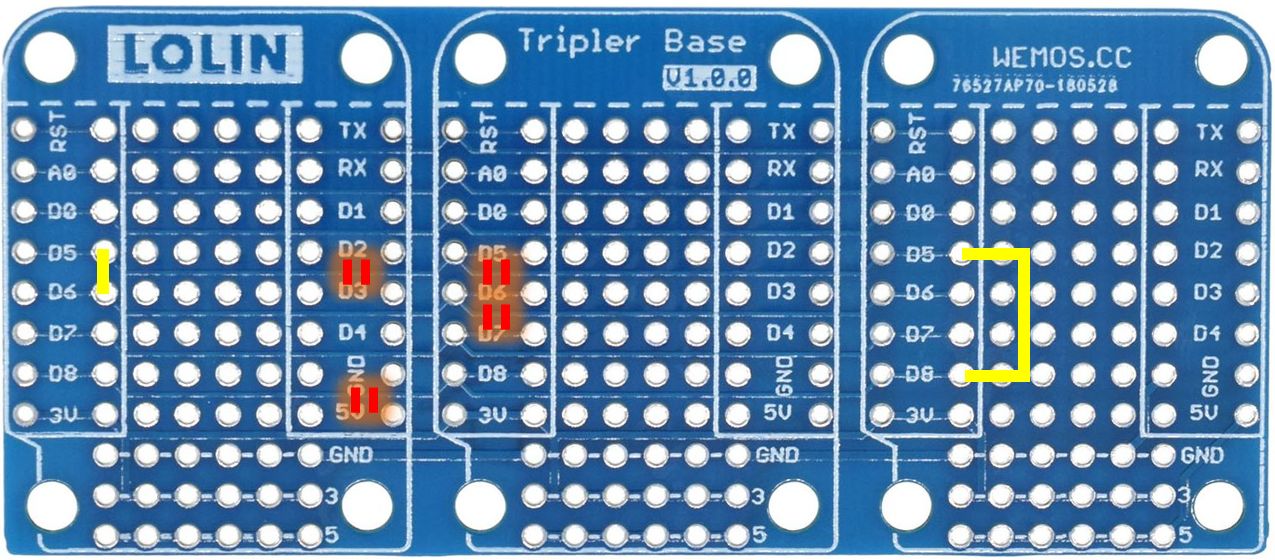 LOLIN
Tripler Base
V1.0.0
WEMOS.CC
76527AP70-180528
RST TX RST TX RST TX
A0 RX A0 RX A0 RX
D0 D1 D0 D1 D0 D1
D5 D2 D5 D2 D5 D2
D6 D3 D6 D3 D6 D3
D7 D4 D7 D4 D7 D4
D8 D8 GND D8 GND
3V 5V 3V 5V 3V 5V
GND GND GND
3 3 3
5 5 5